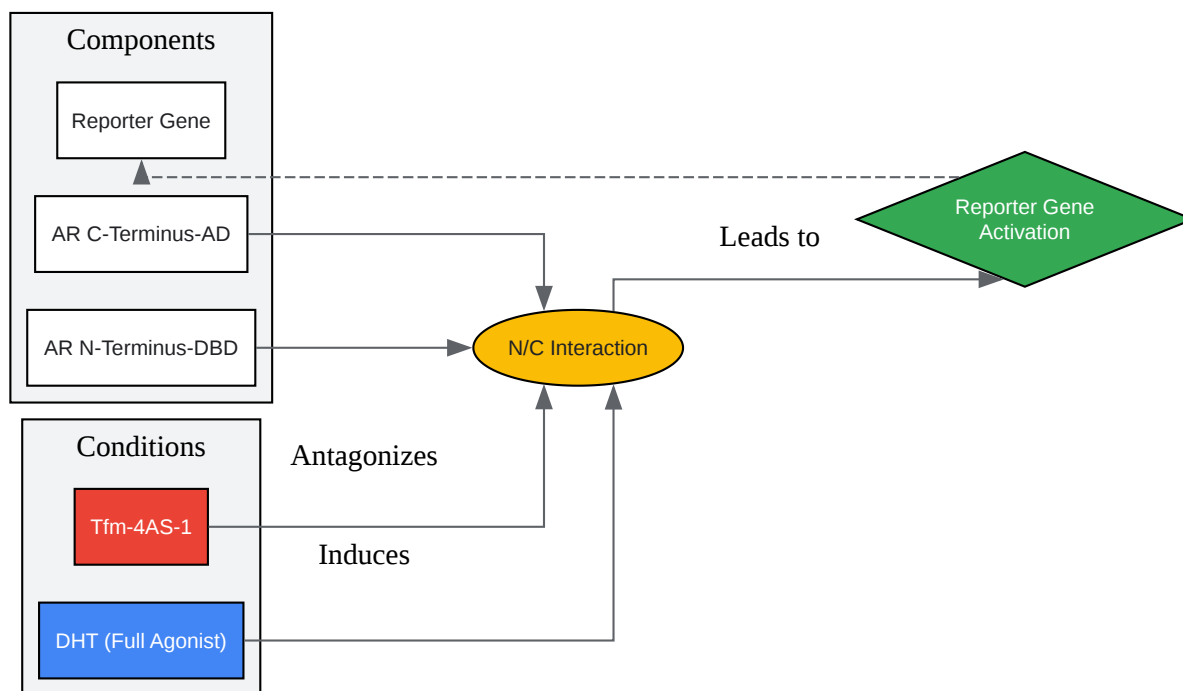 Components
Reporter Gene
AR C-Terminus-AD
AR N-Terminus-DBD
Conditions
Tfm-4AS-1
DHT (Full Agonist)
Antagonizes
Induces
N/C Interaction
Leads to
Reporter Gene
Activation